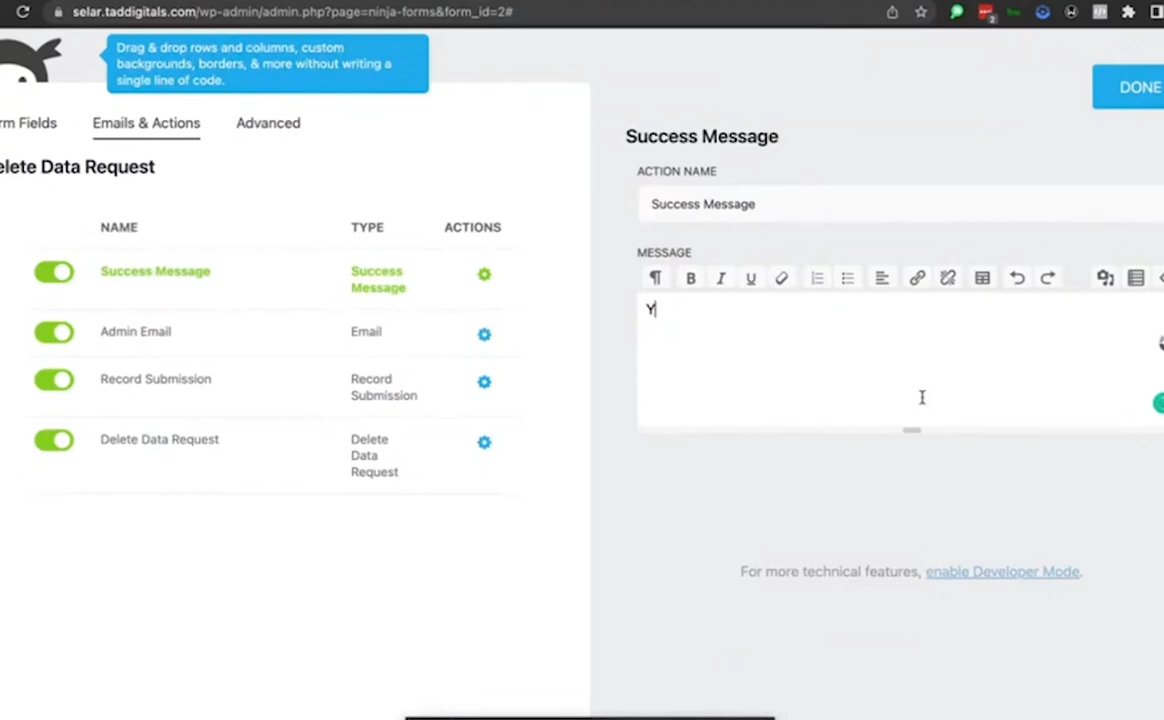 selar.taddigitals.com/wp-admin/admin.php?page=ninja-forms&form_id=2#
2
Drag & drop rows and columns, custom
backgrounds, borders, & more without writing a
single line of code.
DONE
rm Fields
Emails & Actions
Advanced
elete Data Request
NAME
TYPE
ACTIONS
Success Message
Success
Message
Admin Email
Email
Record Submission
Record
Submission
Delete Data Request
Delete
Data
Request
Success Message
ACTION NAME
Success Message
MESSAGE
Y
For more technical features, enable Developer Mode.